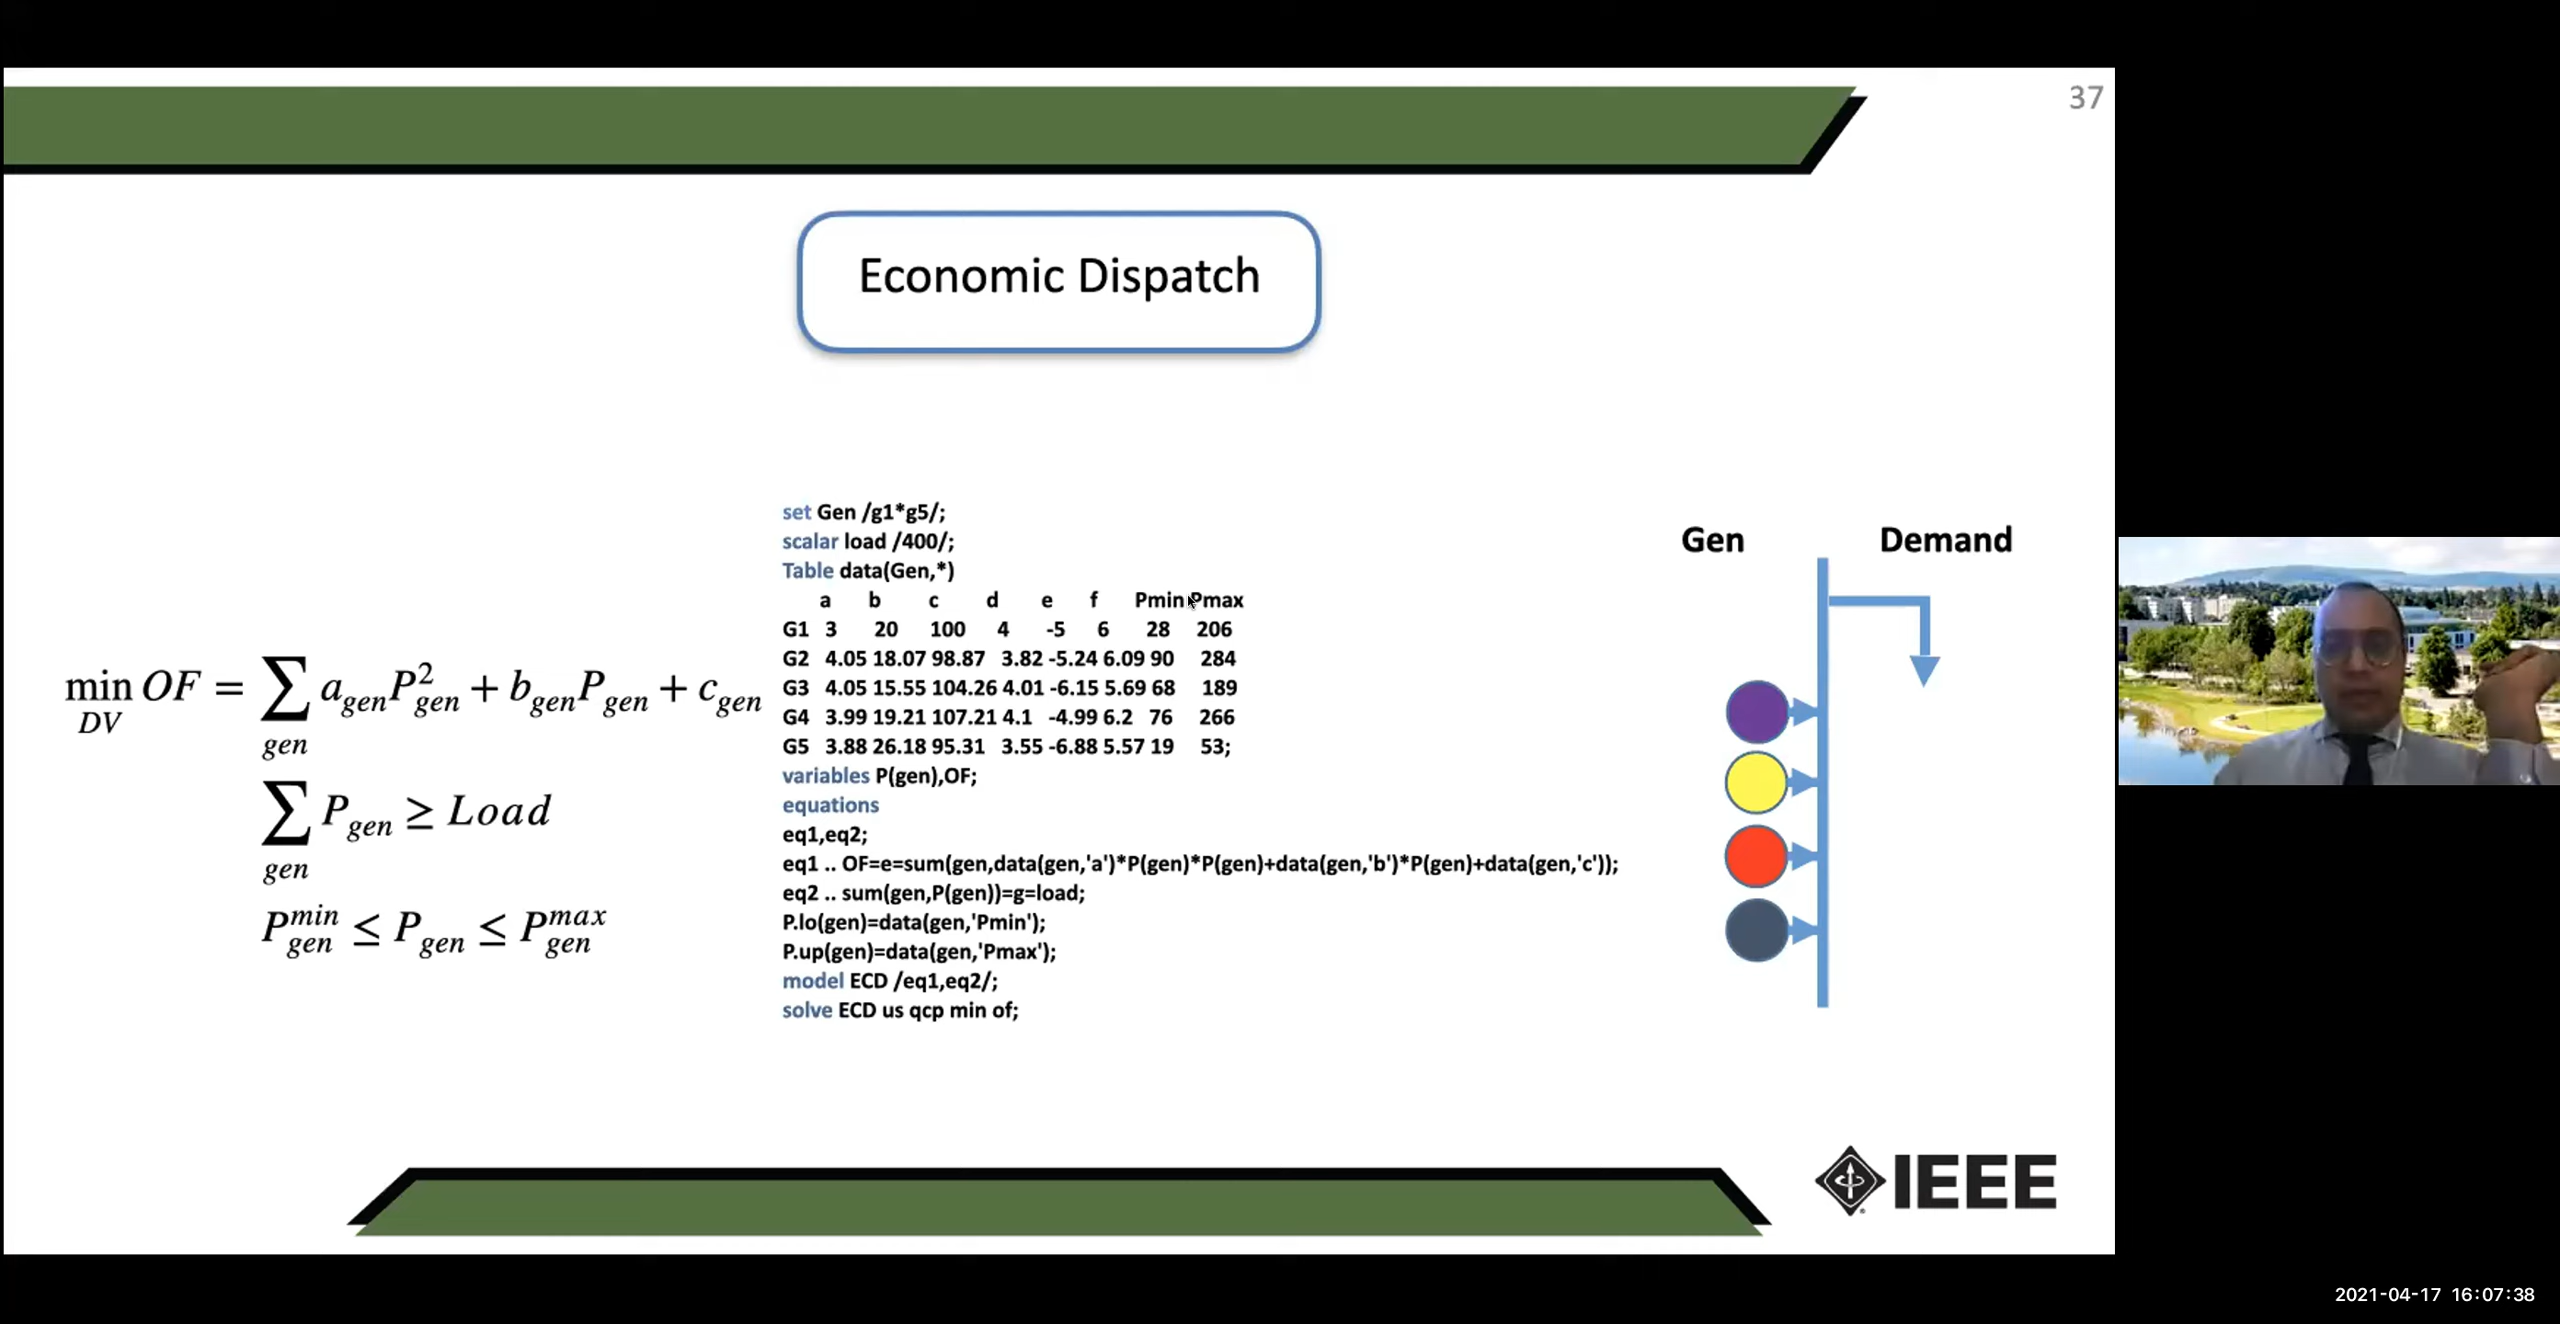 37
Economic Dispatch
set Gen /g1*g5/;
scalar load /400/;
Table data(Gen,*)
a b c d e f Pmin Pmax
G1 3 20 100 4 -5 6 28 206
G2 4.05 18.07 98.87 3.82 -5.24 6.09 90 284
G3 4.05 15.55 104.26 4.01 -6.15 5.69 68 189
G4 3.99 19.21 107.21 4.1 -4.99 6.2 76 266
G5 3.88 26.18 95.31 3.55 -6.88 5.57 19 53;
variables P(gen),OF;
equations
eq1,eq2;
eq1 .. OF=e=sum(gen,data(gen,'a')*P(gen)*P(gen)+data(gen,'b')*P(gen)+data(gen,'c'));
eq2 .. sum(gen,P(gen))=g=load;
P.lo(gen)=data(gen,'Pmin');
P.up(gen)=data(gen,'Pmax');
model ECD /eq1,eq2/;
solve ECD us qcp min of;
min OF = ∑ a_gen P²_gen + b_gen P_gen + c_gen
DV gen
∑ P_gen ≥ Load
gen
P^min_gen ≤ P_gen ≤ P^max_gen
Gen Demand
IEEE
2021-04-17 16:07:38